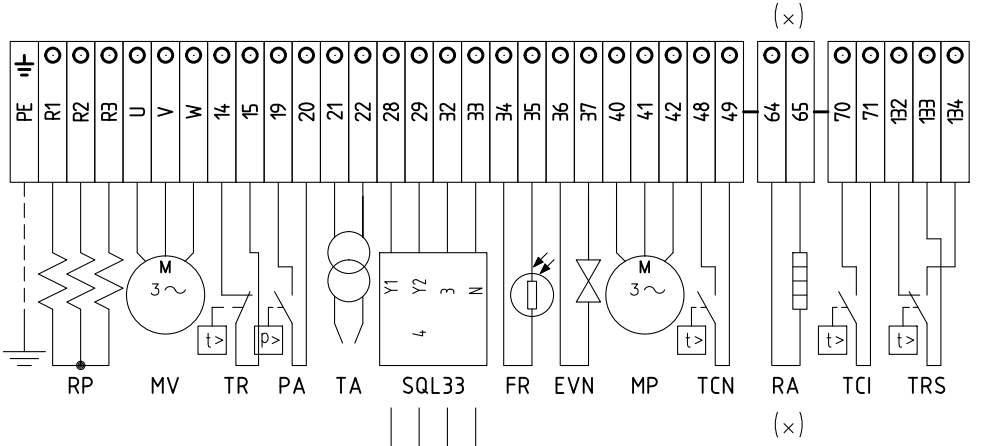 (x)
PE R1 R2 R3 U V W 14 15 19 20 21 22 28 29 32 33 34 35 36 37 40 41 42 48 49 64 65 70 71 132 133 134
Y1 Y2 3 N
M 3~ M 3~
4
t> p> t> t> t>
RP MV TR PA TA SQL33 FR EVN MP TCN RA TCI TRS
(x)